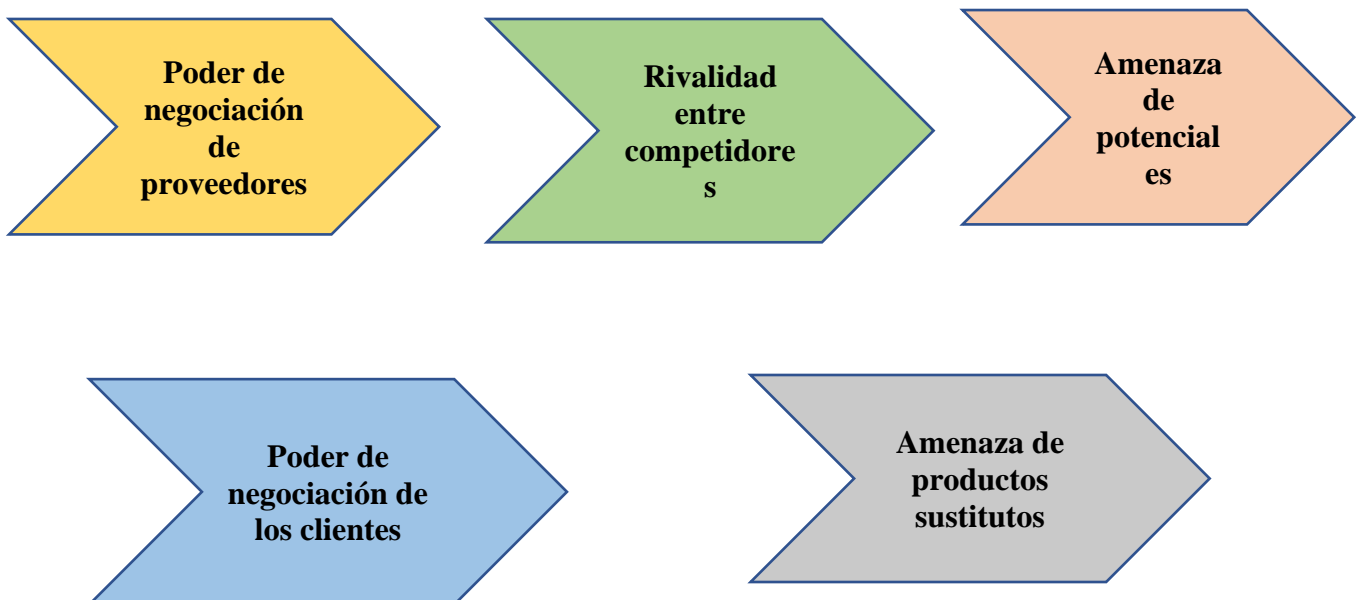 Poder de
negociación
de
proveedores
Rivalidad
entre
competidore
s
Amenaza
de
potencial
es
Poder de
negociación de
los clientes
Amenaza de
productos
sustitutos